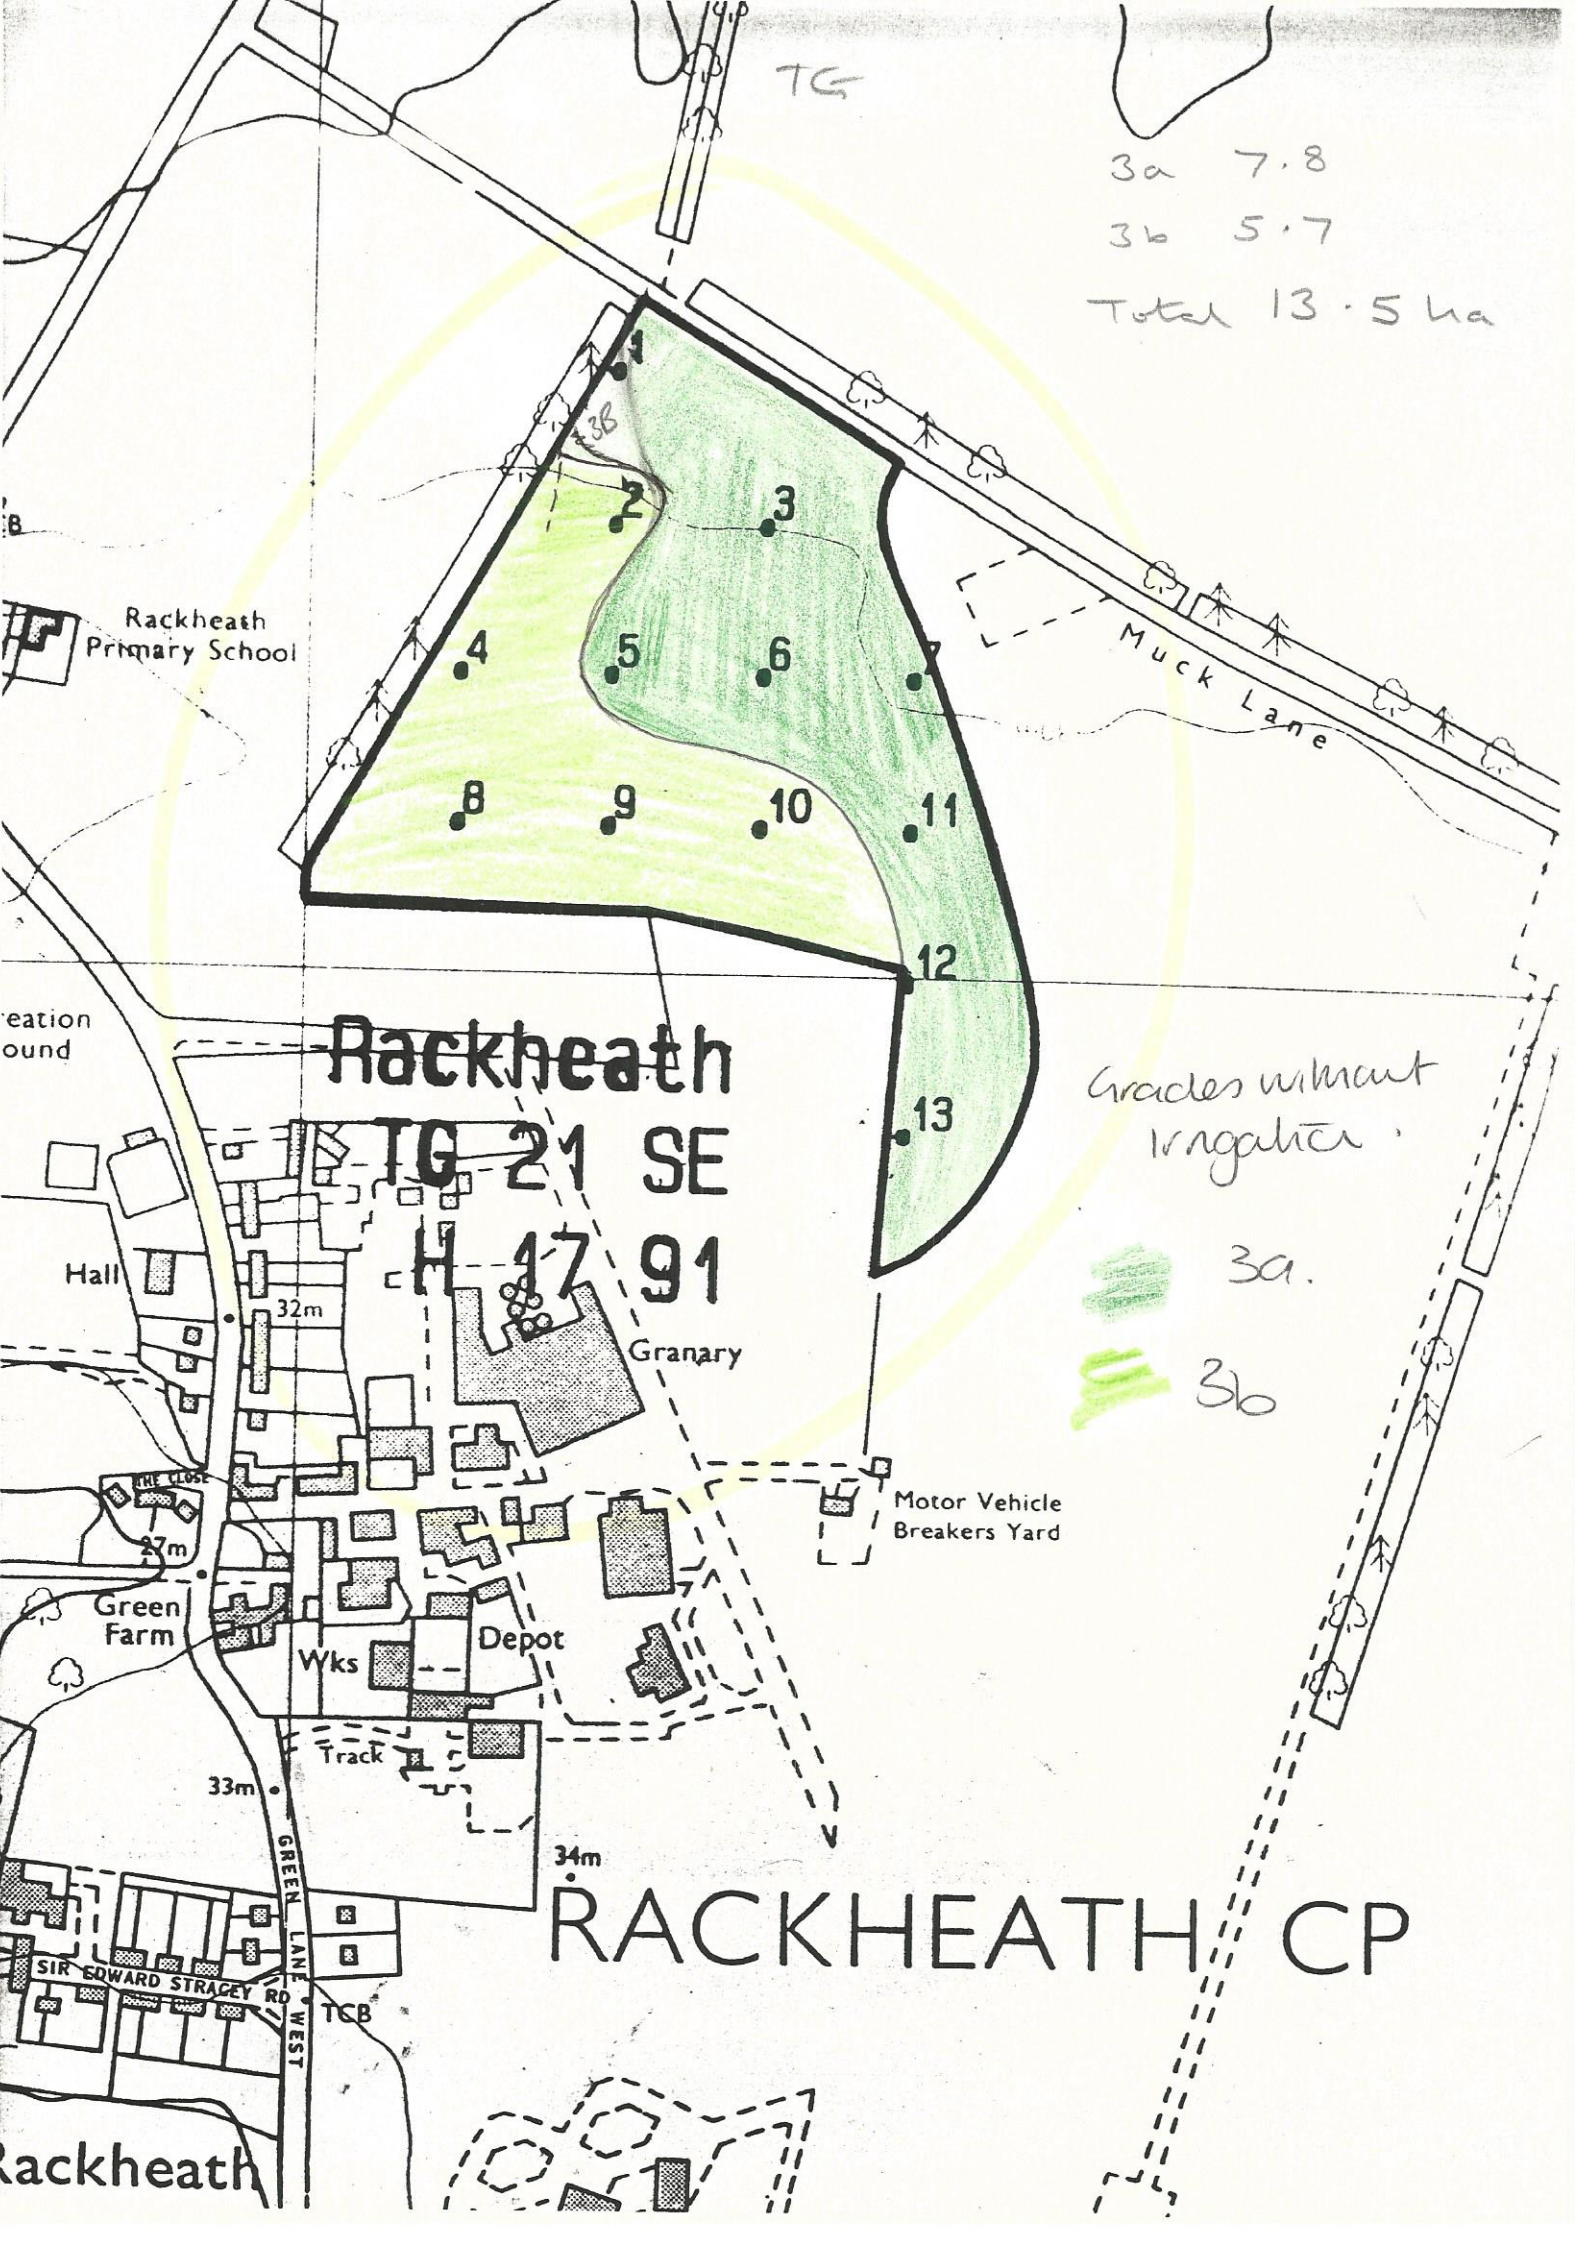 TG
3a 7.8
3b 5.7
Total 13.5 ha
1
3B
2
3
B
Rackheath
Primary School
4
5
6
7
Muck Lane
8
9
10
11
12
reation
ound
Rackheath
TG 21 SE
H 17 91
13
Grades without
Irrigation.
3a.
3b
Hall
32m
Granary
THE CLOSE
Motor Vehicle
Breakers Yard
27m
Green
Farm
Wks
Depot
Track
33m
GREEN LANE WEST
34m
RACKHEATH CP
SIR EDWARD STRACEY RD
TCB
Rackheath